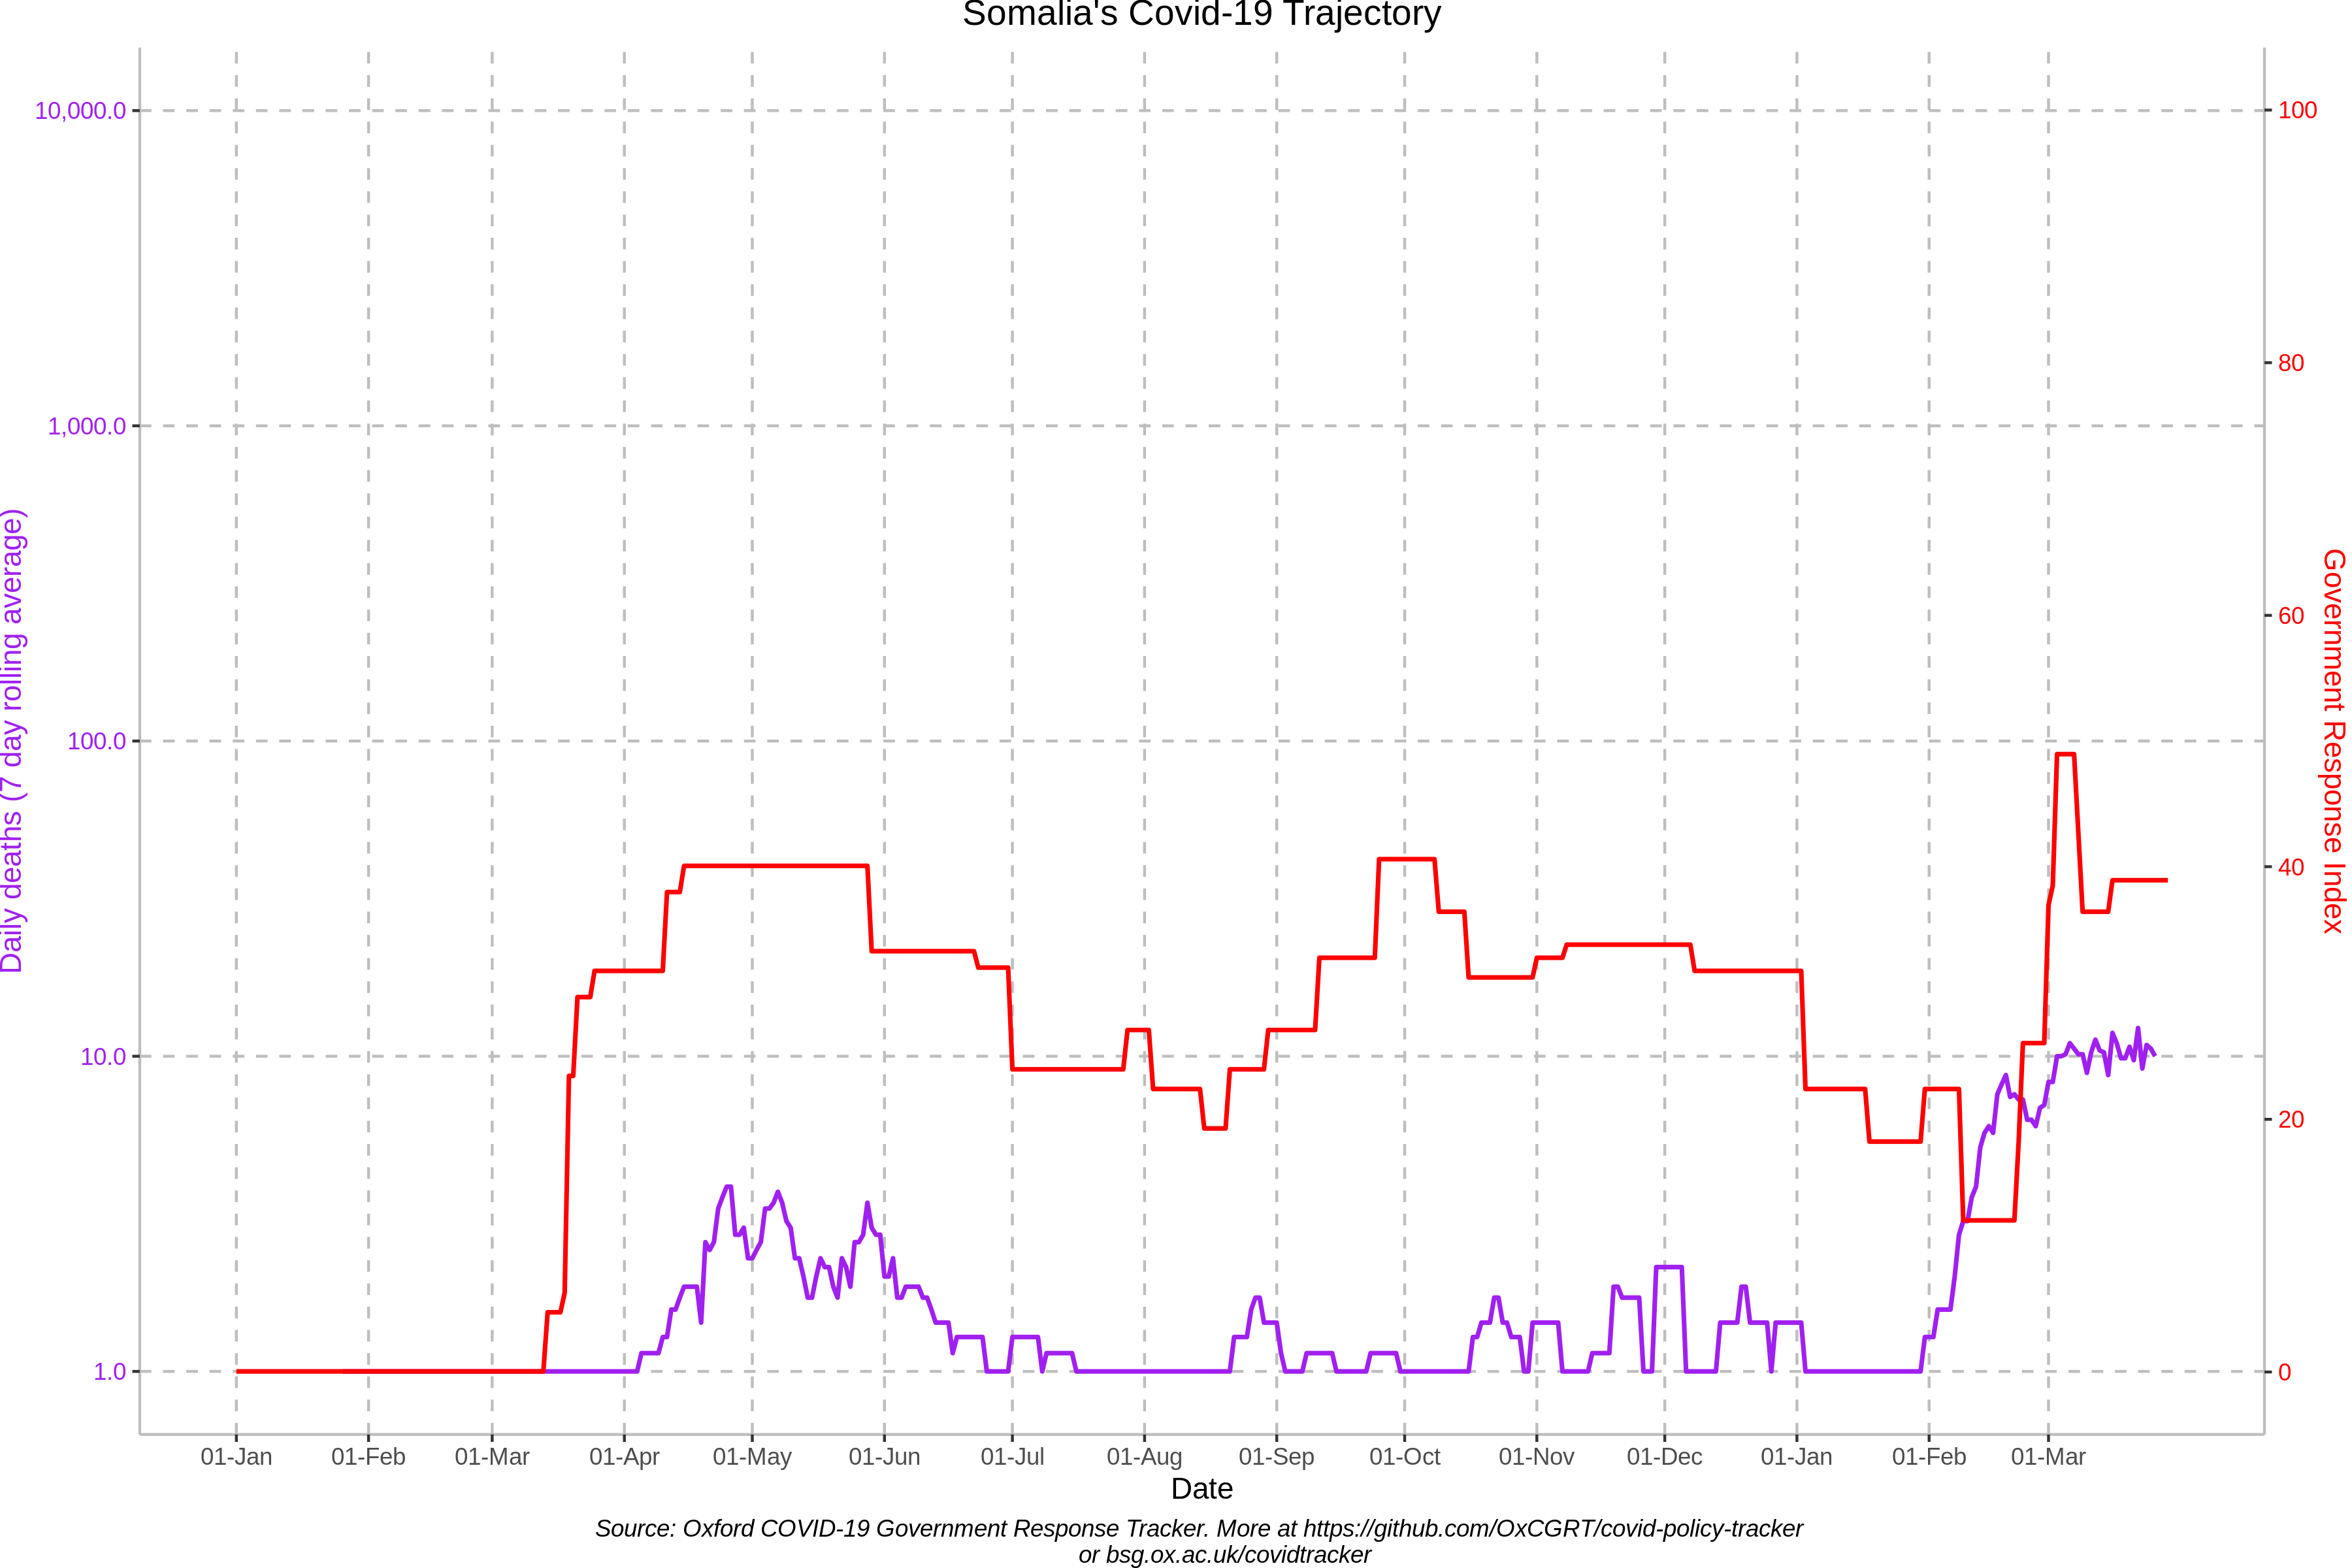 Somalia's Covid-19 Trajectory
Daily deaths (7 day rolling average)
10,000.0
1,000.0
100.0
10.0
1.0
100
80
60
40
20
0
Government Response Index
01-Jan 01-Feb 01-Mar 01-Apr 01-May 01-Jun 01-Jul 01-Aug 01-Sep 01-Oct 01-Nov 01-Dec 01-Jan 01-Feb 01-Mar
Date
Source: Oxford COVID-19 Government Response Tracker. More at https://github.com/OxCGRT/covid-policy-tracker
or bsg.ox.ac.uk/covidtracker